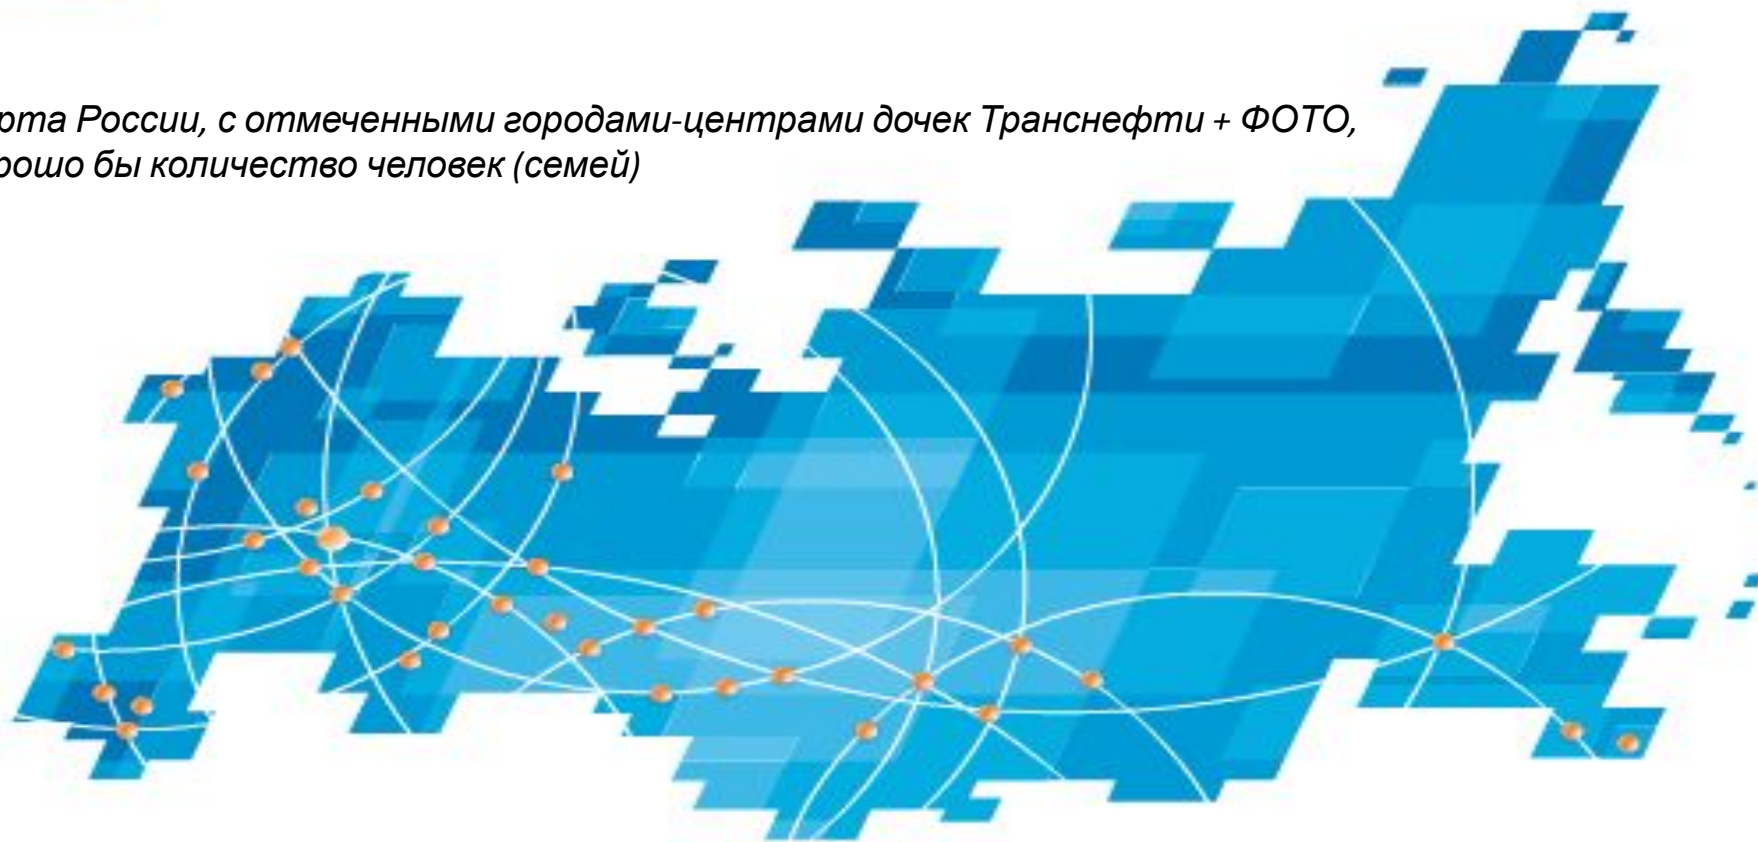 рта России, с отмеченными городами-центрами дочек Транснефти + ФОТО,
рошо бы количество человек (семей)